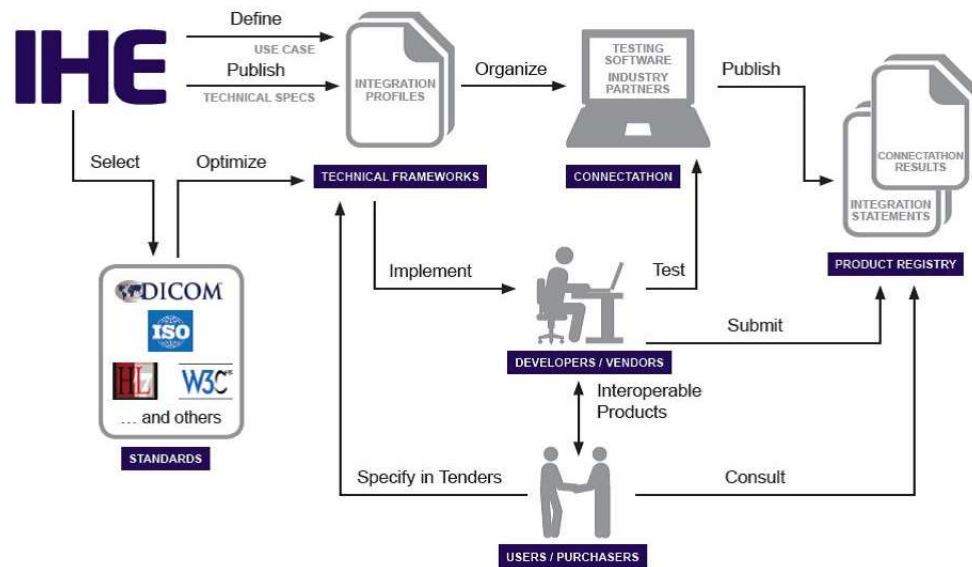 IHE
Define
USE CASE
Publish
TECHNICAL SPECS
INTEGRATION
PROFILES
TECHNICAL FRAMEWORKS
Organize
TESTING
SOFTWARE
INDUSTRY
PARTNERS
CONNECTATHON
Publish
CONNECTATHON
RESULTS
INTEGRATION
STATEMENTS
PRODUCT REGISTRY
Select
Optimize
DICOM
ISO
HL7
W3C
... and others
STANDARDS
Implement
Test
DEVELOPERS / VENDORS
Submit
Interoperable
Products
Specify in Tenders
Consult
USERS / PURCHASERS